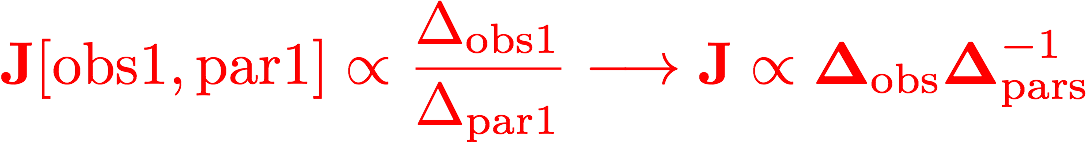 J[obs1, par1] ∝ Δ_obs1 / Δ_par1 ⟶ J ∝ Δ_obs Δ_pars^−1